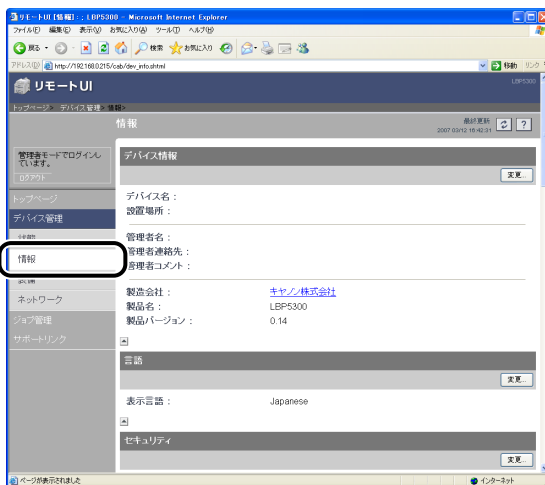 リモートUI [情報] : ; LBP5300 - Microsoft Internet Explorer
ファイル(F) 編集(E) 表示(V) お気に入り(A) ツール(T) ヘルプ(H)
戻る 検索 お気に入り
アドレス(D) http://192.168.0.215/cab/dev_info.shtml 移動 リンク
リモートUI
LBP5300
トップページ> デバイス管理> 情報>
情報
最終更新
2007 03/12 16:42:31
管理者モードでログインしています。
ログアウト
トップページ
デバイス管理
状態
情報
装備
ネットワーク
ジョブ管理
サポートリンク
デバイス情報
変更...
デバイス名 :
設置場所 :
管理者名 :
管理者連絡先 :
管理者コメント :
製造会社 : キヤノン株式会社
製品名 : LBP5300
製品バージョン : 0.14
言語
変更...
表示言語 : Japanese
セキュリティ
変更...
ページが表示されました
インターネット